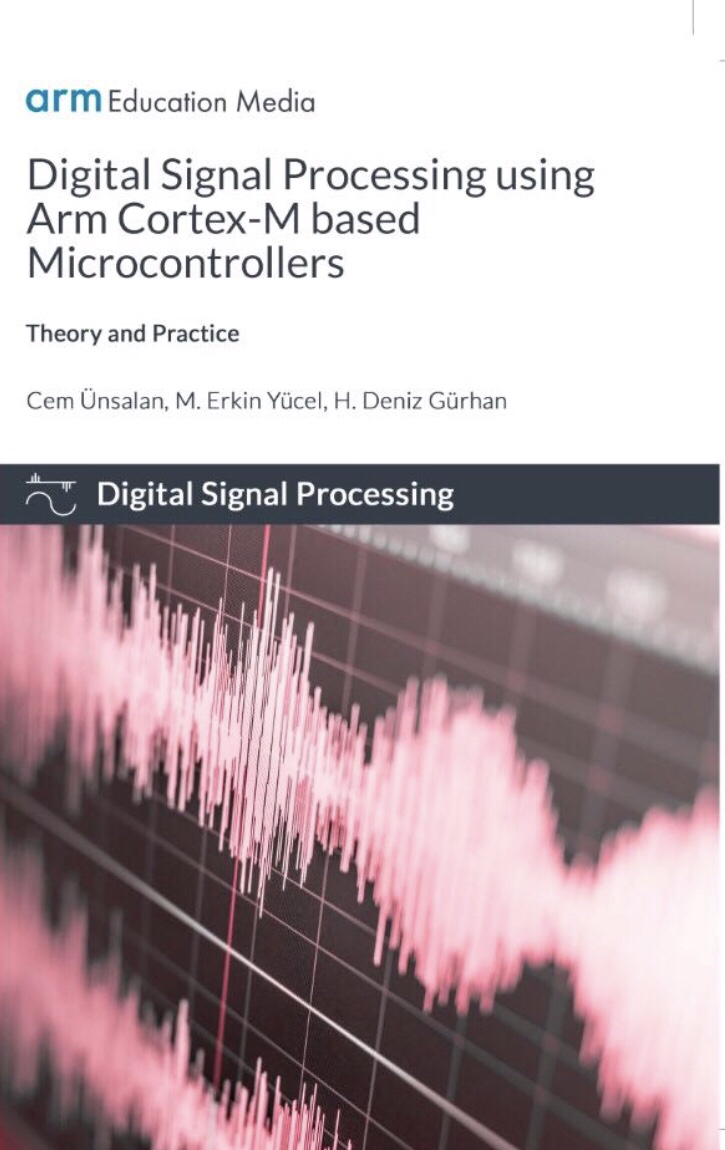 arm Education Media
Digital Signal Processing using
Arm Cortex-M based
Microcontrollers
Theory and Practice
Cem Ünsalan, M. Erkin Yücel, H. Deniz Gürhan
Digital Signal Processing